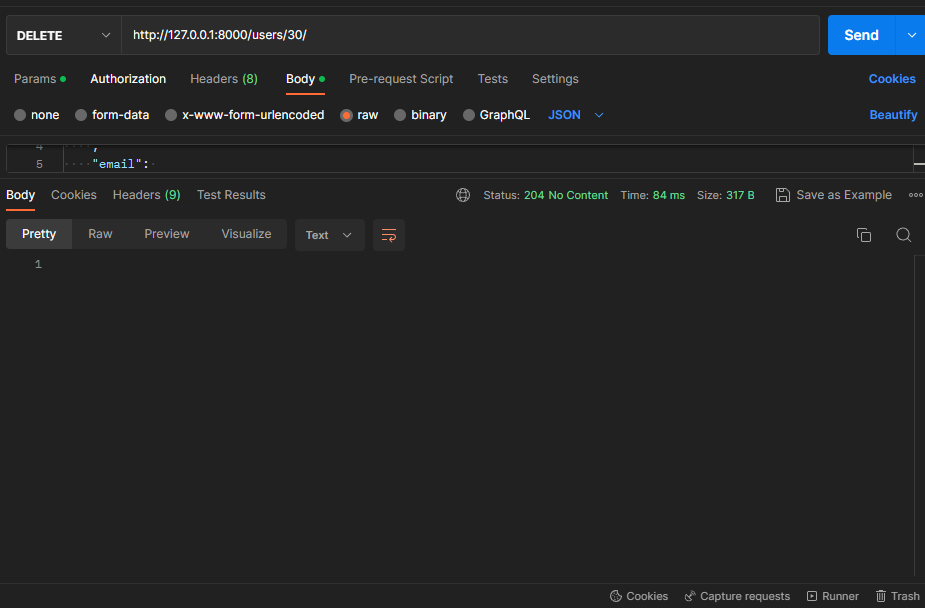 DELETE http://127.0.0.1:8000/users/30/ Send
Params Authorization Headers (8) Body Pre-request Script Tests Settings Cookies
none form-data x-www-form-urlencoded raw binary GraphQL JSON Beautify
4 ,
5 "email":
Body Cookies Headers (9) Test Results Status: 204 No Content Time: 84 ms Size: 317 B Save as Example
Pretty Raw Preview Visualize Text
1
Cookies Capture requests Runner Trash